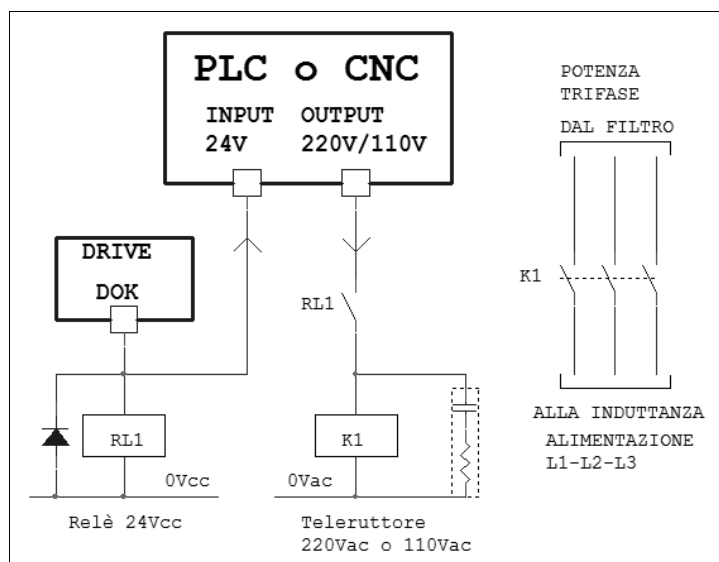 PLC o CNC
INPUT OUTPUT
24V 220V/110V
DRIVE
DOK
RL1
0Vcc
Relè 24Vcc
RL1
K1
0Vac
Teleruttore
220Vac o 110Vac
POTENZA
TRIFASE
DAL FILTRO
K1
ALLA INDUTTANZA
ALIMENTAZIONE
L1-L2-L3